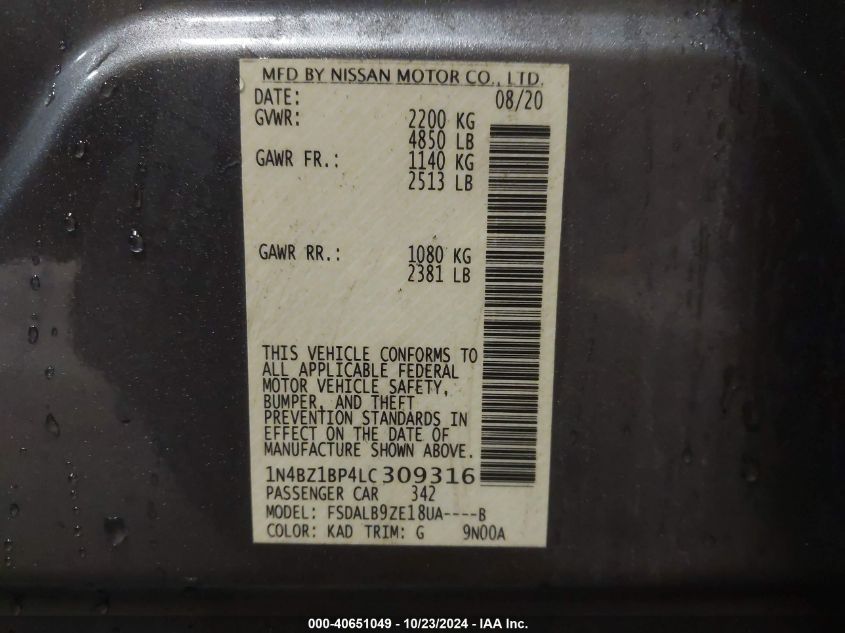 MFD BY NISSAN MOTOR CO., LTD.
DATE: 08/20
GVWR: 2200 KG
4850 LB
GAWR FR.: 1140 KG
2513 LB
GAWR RR.: 1080 KG
2381 LB
THIS VEHICLE CONFORMS TO
ALL APPLICABLE FEDERAL
MOTOR VEHICLE SAFETY,
BUMPER, AND THEFT
PREVENTION STANDARDS IN
EFFECT ON THE DATE OF
MANUFACTURE SHOWN ABOVE.
1N4BZ1BP4LC309316
PASSENGER CAR 342
MODEL: FSDALB9ZE18UA----B
COLOR: KAD TRIM: G 9N00A
000-40651049 - 10/23/2024 - IAA Inc.